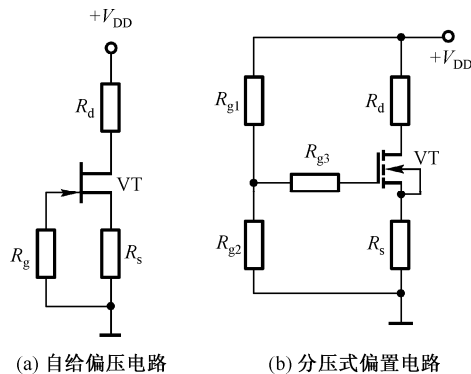 +V_DD
R_d
VT
R_g
R_s
(a) 自给偏压电路
+V_DD
R_g1
R_d
R_g3
VT
R_g2
R_s
(b) 分压式偏置电路